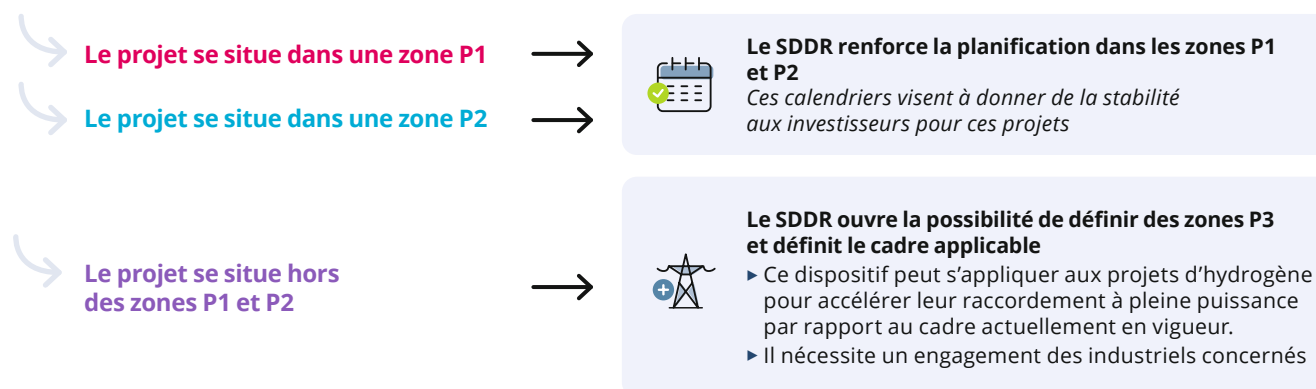 Le projet se situe dans une zone P1
Le projet se situe dans une zone P2
Le SDDR renforce la planification dans les zones P1
et P2
Ces calendriers visent à donner de la stabilité
aux investisseurs pour ces projets
Le projet se situe hors
des zones P1 et P2
Le SDDR ouvre la possibilité de définir des zones P3
et définit le cadre applicable
▸ Ce dispositif peut s’appliquer aux projets d’hydrogène
pour accélérer leur raccordement à pleine puissance
par rapport au cadre actuellement en vigueur.
▸ Il nécessite un engagement des industriels concernés